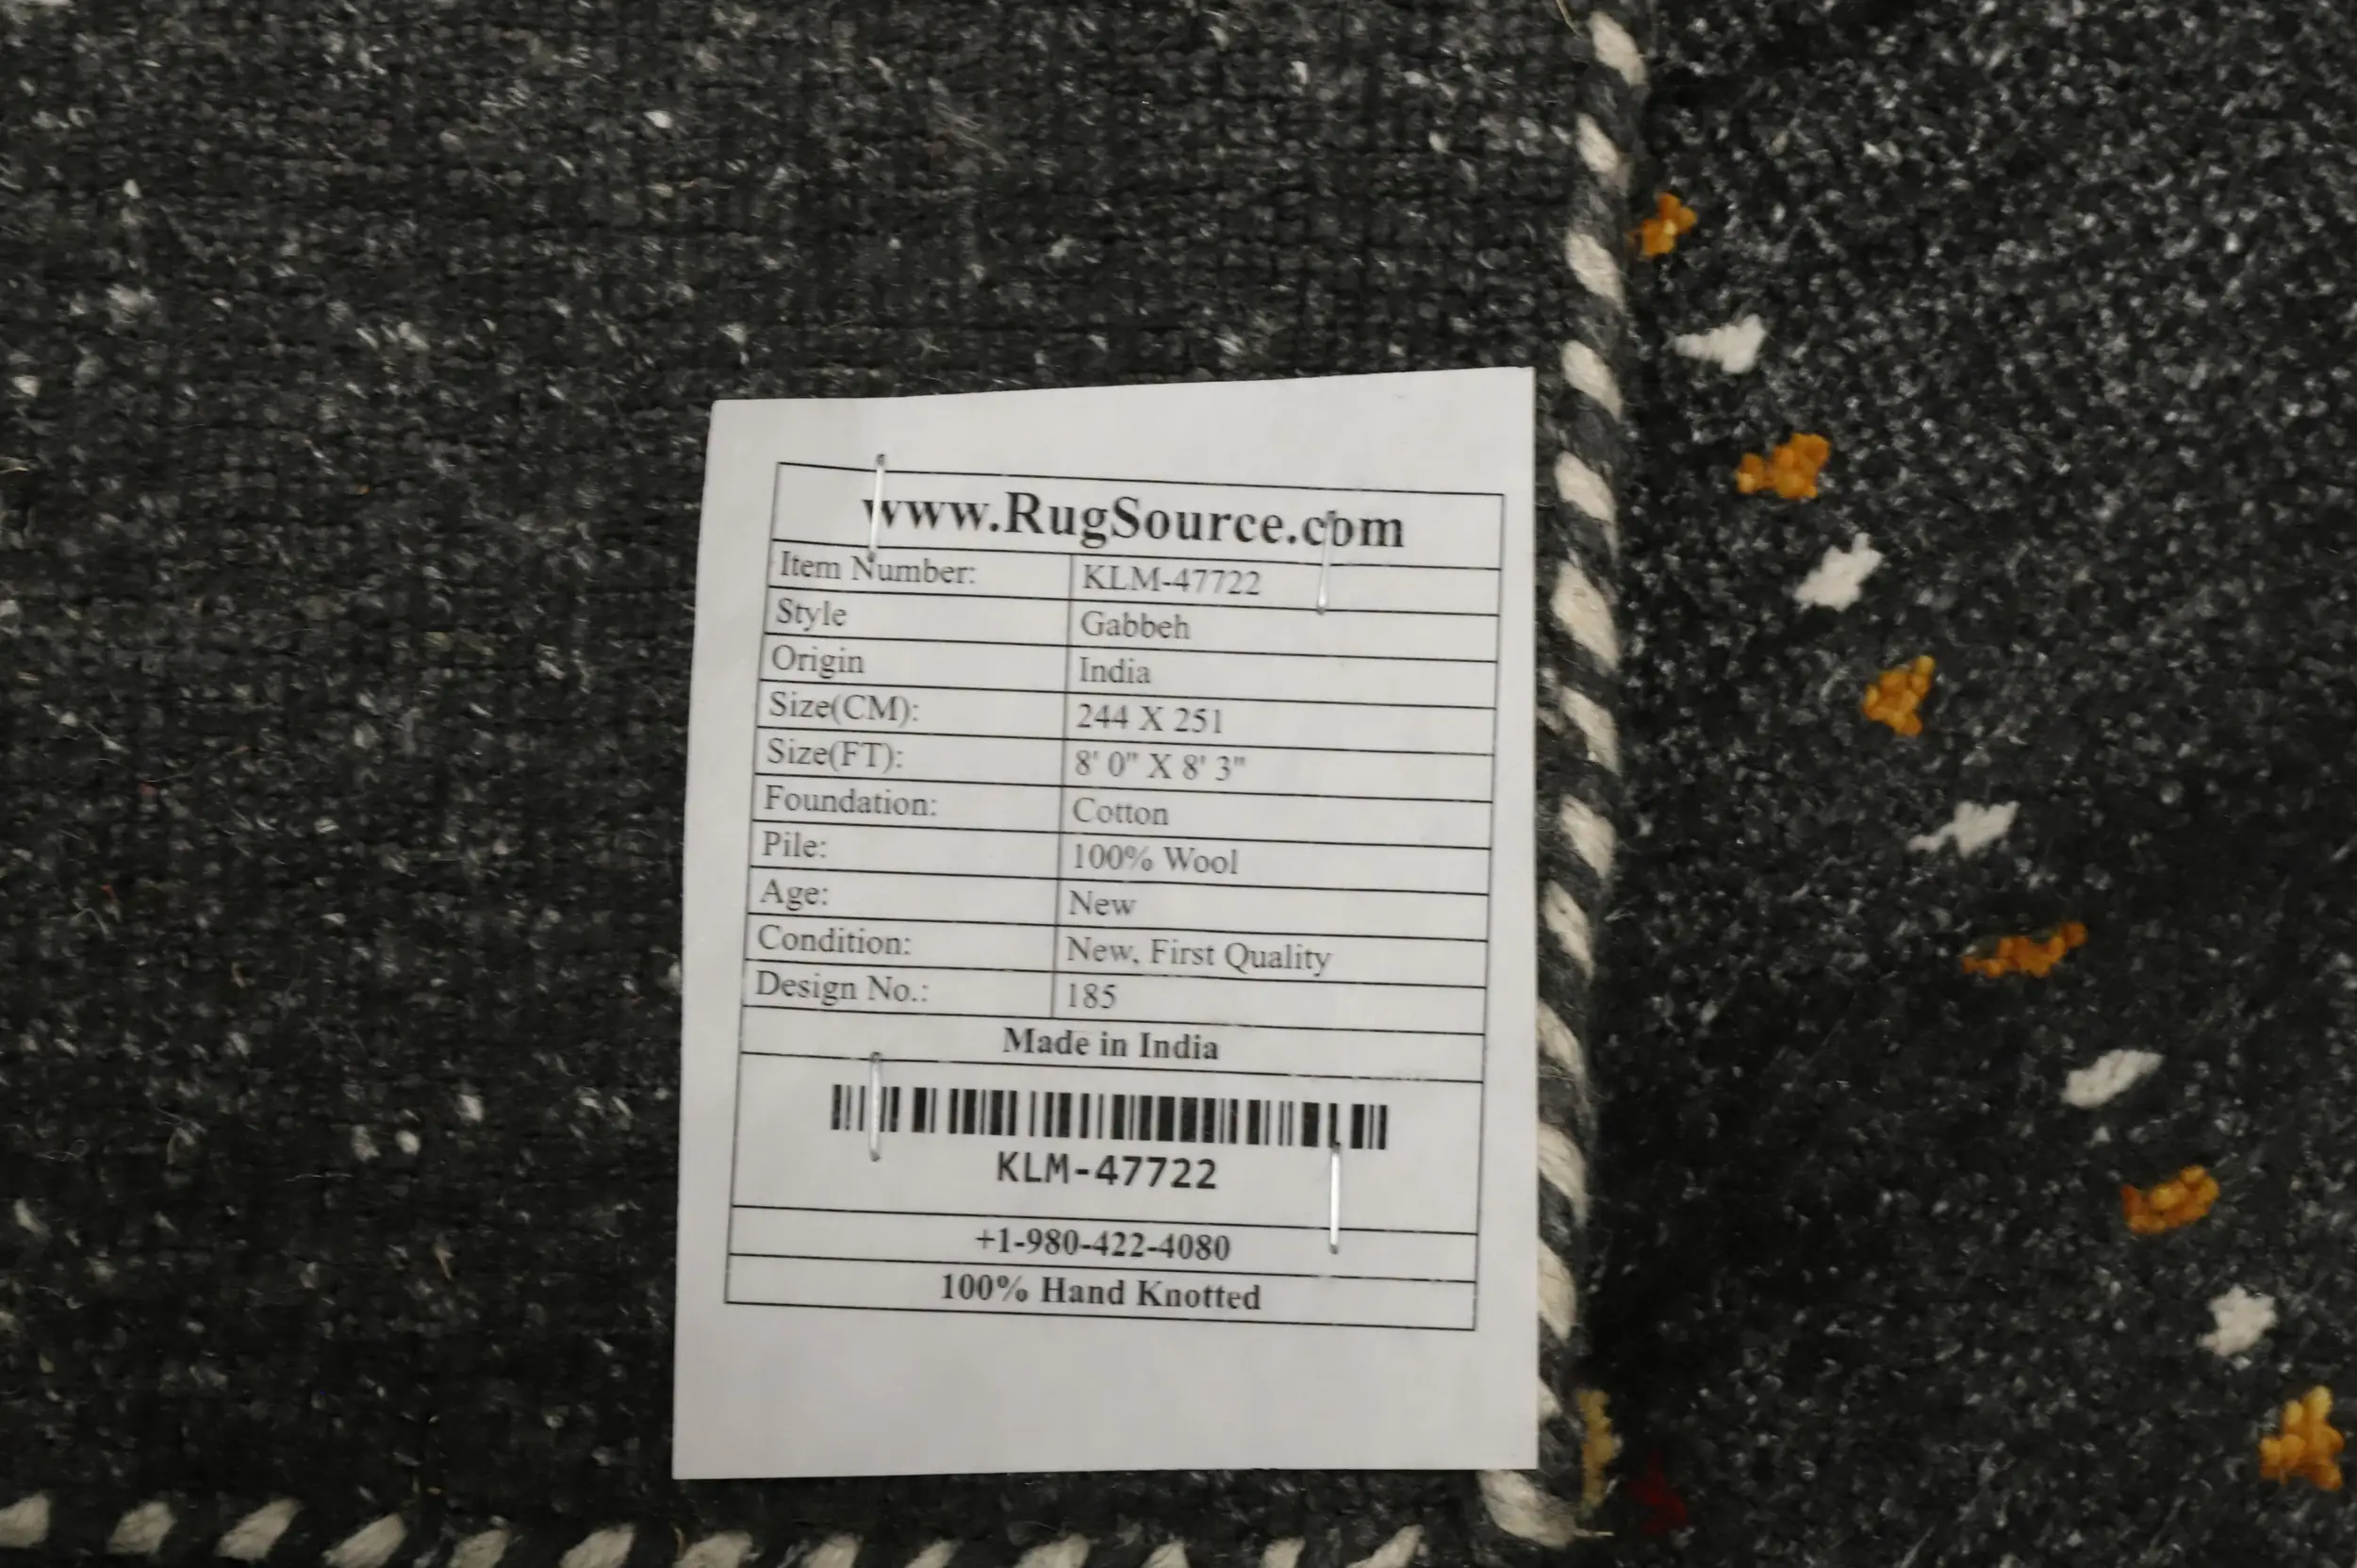 www.RugSource.com
Item Number: KLM-47722
Style Gabbeh
Origin India
Size(CM): 244 X 251
Size(FT): 8' 0" X 8' 3"
Foundation: Cotton
Pile: 100% Wool
Age: New
Condition: New, First Quality
Design No.: 185
Made in India
KLM-47722
+1-980-422-4080
100% Hand Knotted